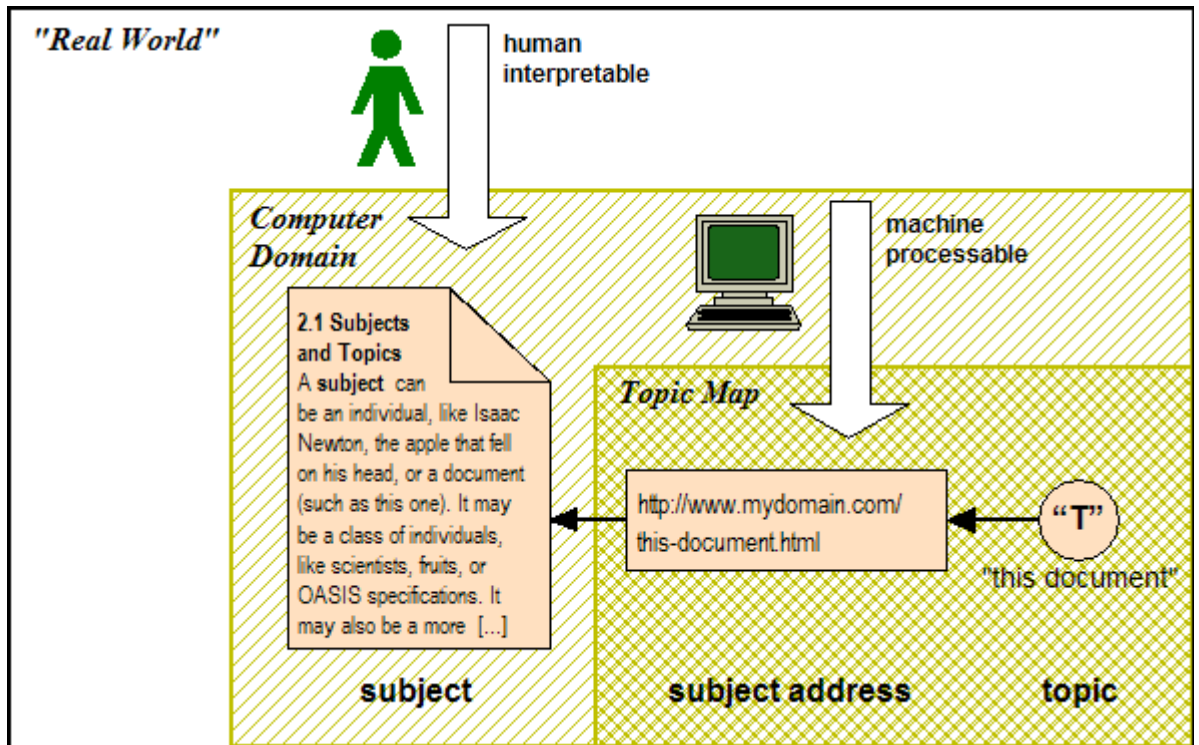 "Real World"
human
interpretable
Computer
Domain
machine
processable
2.1 Subjects
and Topics
A subject can
be an individual, like Isaac
Newton, the apple that fell
on his head, or a document
(such as this one). It may
be a class of individuals,
like scientists, fruits, or
OASIS specifications. It
may also be a more [...]
Topic Map
http://www.mydomain.com/
this-document.html
“T”
"this document"
subject
subject address
topic